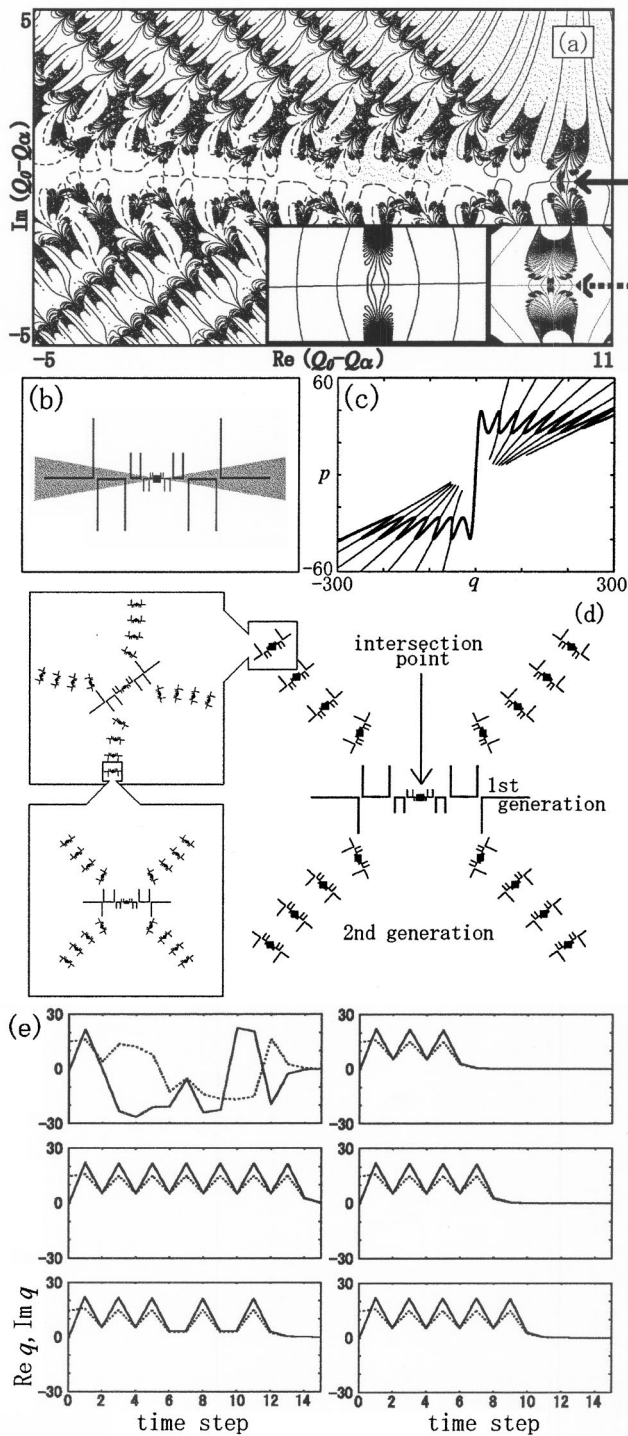 5
(a)
Im (Q0-Qα)
-5
-5
Re (Q0-Qα)
11
(b)
(c)
60
p
-60
-300
q
300
(d)
intersection
point
1st
generation
2nd generation
(e)
30
0
-30
30
0
-30
30
0
-30
30
0
-30
30
0
-30
30
0
-30
Re q, Im q
0 2 4 6 8 10 12 14
0 2 4 6 8 10 12 14
time step
time step